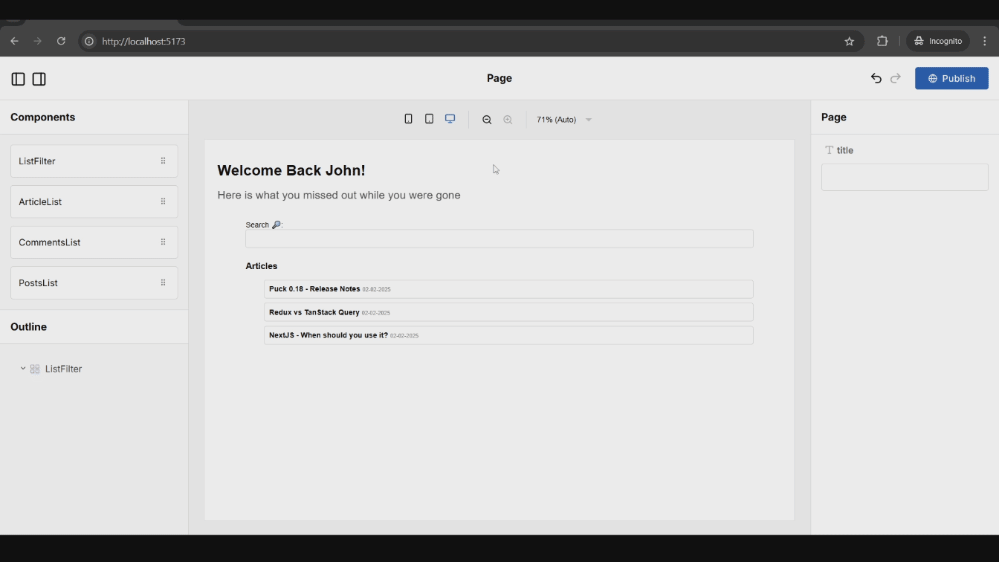 http://localhost:5173
Incognito
Page
Publish
Components
ListFilter
ArticleList
CommentsList
PostsList
Outline
ListFilter
71% (Auto)
Welcome Back John!
Here is what you missed out while you were gone
Search 🔎:
Articles
Puck 0.18 - Release Notes 02-02-2025
Redux vs TanStack Query 02-02-2025
NextJS - When should you use it? 02-02-2025
Page
title